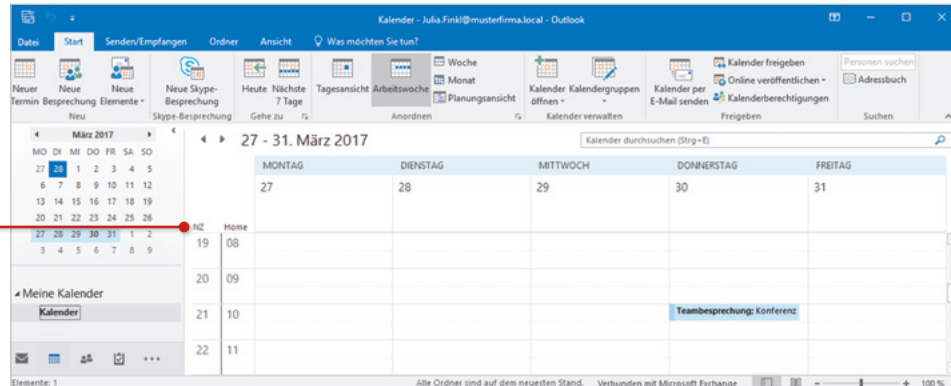 Kalender - Julia.Finkl@musterfirma.local - Outlook
Datei Start Senden/Empfangen Ordner Ansicht Was möchten Sie tun?
Neuer Termin
Neue Besprechung
Neue Elemente
Neu
Neue Skype-Besprechung
Skype-Besprechung
Heute
Nächste 7 Tage
Gehe zu
Tagesansicht
Arbeitswoche
Woche
Monat
Planungsansicht
Anordnen
Kalender öffnen
Kalendergruppen
Kalender verwalten
Kalender per E-Mail senden
Kalender freigeben
Online veröffentlichen
Kalenderberechtigungen
Freigeben
Personen suchen
Adressbuch
Suchen
März 2017
MO DI MI DO FR SA SO
27 28 1 2 3 4 5
6 7 8 9 10 11 12
13 14 15 16 17 18 19
20 21 22 23 24 25 26
27 28 29 30 31 1 2
3 4 5 6 7 8 9
Meine Kalender
Kalender
27 - 31. März 2017
Kalender durchsuchen (Strg+E)
MONTAG DIENSTAG MITTWOCH DONNERSTAG FREITAG
27 28 29 30 31
NZ Home
19 08
20 09
21 10
Teambesprechung; Konferenz
22 11
Elemente: 1
Alle Ordner sind auf dem neuesten Stand. Verbunden mit Microsoft Exchange 100 %